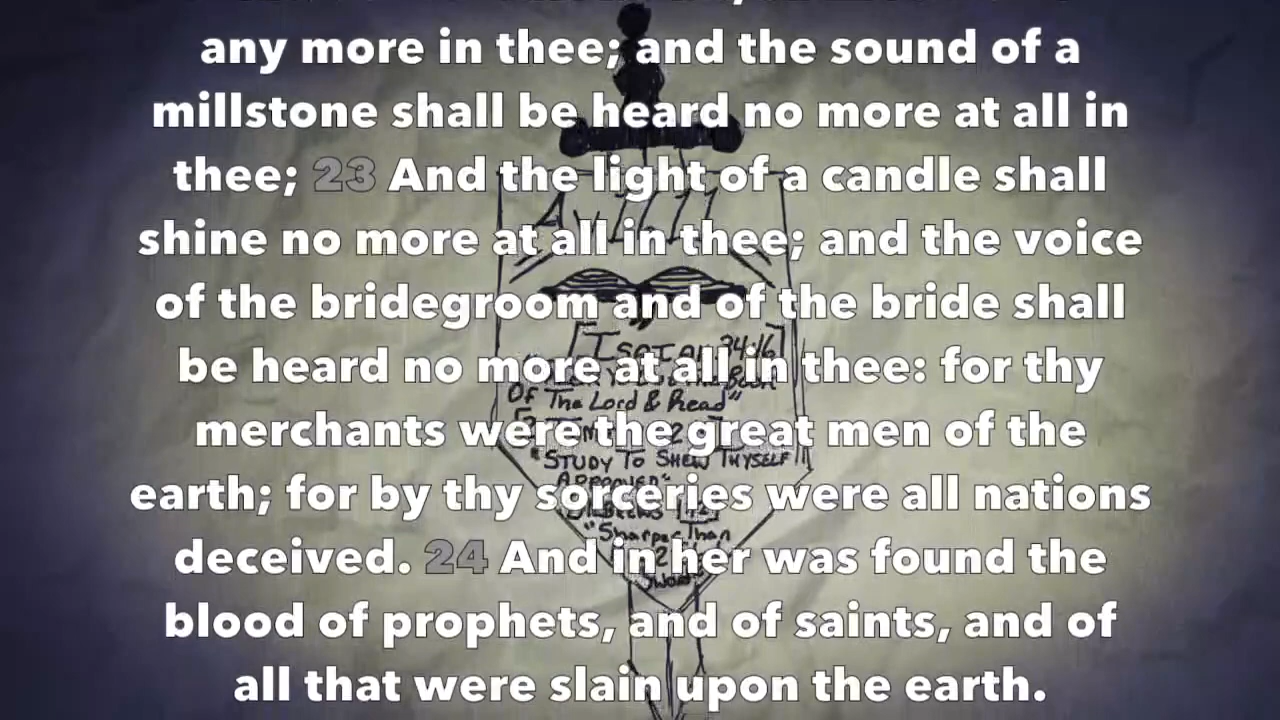 any more in thee; and the sound of a
millstone shall be heard no more at all in
thee; 23 And the light of a candle shall
shine no more at all in thee; and the voice
of the bridegroom and of the bride shall
be heard no more at all in thee: for thy
merchants were the great men of the
earth; for by thy sorceries were all nations
deceived. 24 And in her was found the
blood of prophets, and of saints, and of
all that were slain upon the earth.
[Isaiah 34:16]
Of The Lord & Read"
"Study To Shew Thyself
Approved"
"Sharper Than